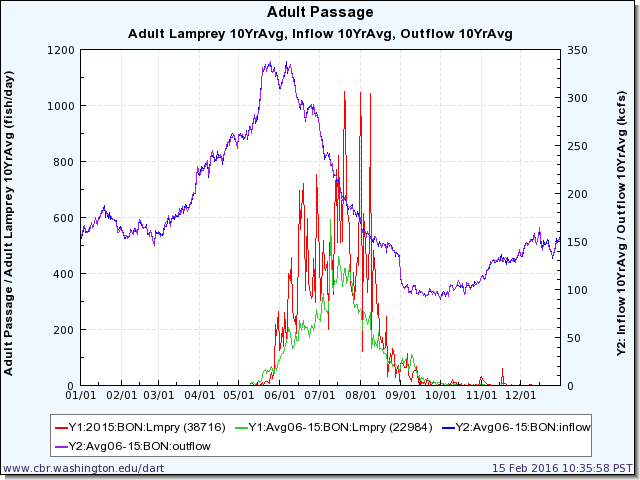 Adult Passage
Adult Lamprey 10YrAvg, Inflow 10YrAvg, Outflow 10YrAvg
Adult Passage / Adult Lamprey 10YrAvg (fish/day)
1200
1000
800
600
400
200
0
350
300
250
200
150
100
50
0
Y2: Inflow 10YrAvg / Outflow 10YrAvg (kcfs)
01/01 02/01 03/01 04/01 05/01 06/01 07/01 08/01 09/01 10/01 11/01 12/01
Y1:2015:BON:Lmpry (38716) Y1:Avg06-15:BON:Lmpry (22984) Y2:Avg06-15:BON:inflow
Y2:Avg06-15:BON:outflow
www.cbr.washington.edu/dart 15 Feb 2016 10:35:58 PST